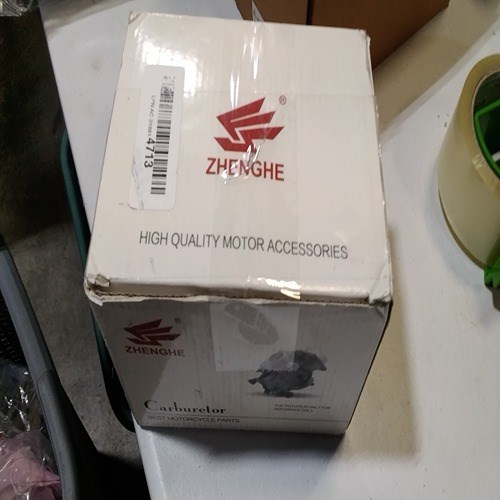 4713
®
ZHENGHE
HIGH QUALITY MOTOR ACCESSORIES
ZHENGHE
Carburetor
BEST MOTORCYCLE PARTS